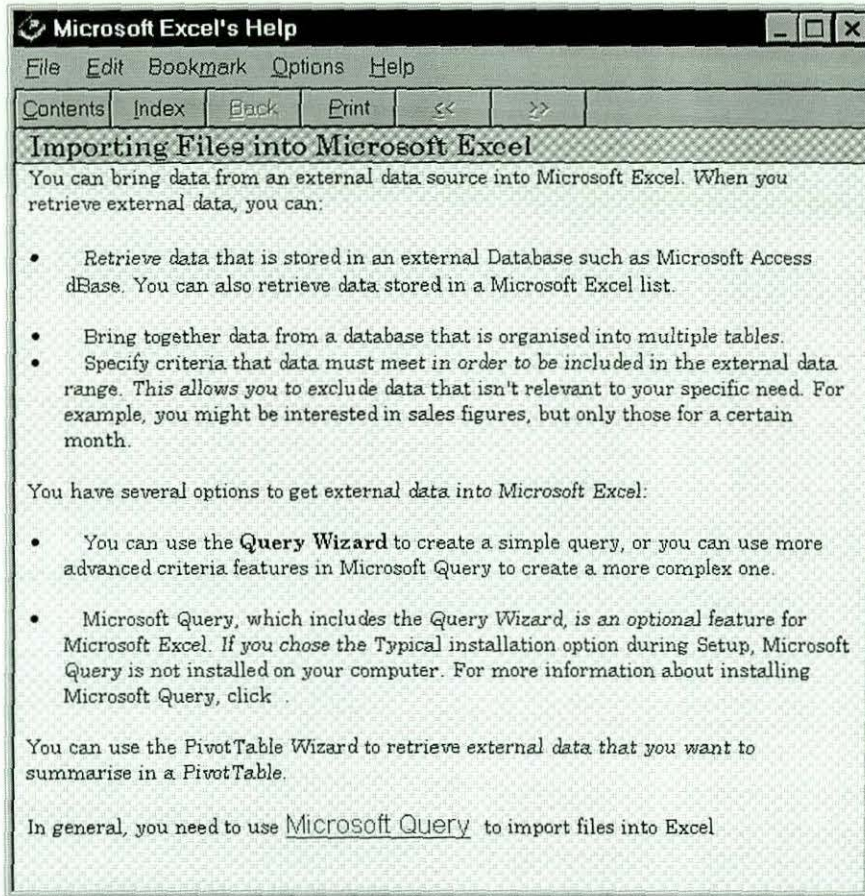 Microsoft Excel's Help
File Edit Bookmark Options Help
Contents Index Back Print << >>
Importing Files into Microsoft Excel
You can bring data from an external data source into Microsoft Excel. When you
retrieve external data, you can:
• Retrieve data that is stored in an external Database such as Microsoft Access
dBase. You can also retrieve data stored in a Microsoft Excel list.
• Bring together data from a database that is organised into multiple tables.
• Specify criteria that data must meet in order to be included in the external data
range. This allows you to exclude data that isn't relevant to your specific need. For
example, you might be interested in sales figures, but only those for a certain
month.
You have several options to get external data into Microsoft Excel:
• You can use the Query Wizard to create a simple query, or you can use more
advanced criteria features in Microsoft Query to create a more complex one.
• Microsoft Query, which includes the Query Wizard, is an optional feature for
Microsoft Excel. If you chose the Typical installation option during Setup, Microsoft
Query is not installed on your computer. For more information about installing
Microsoft Query, click .
You can use the PivotTable Wizard to retrieve external data that you want to
summarise in a PivotTable.
In general, you need to use Microsoft Query to import files into Excel